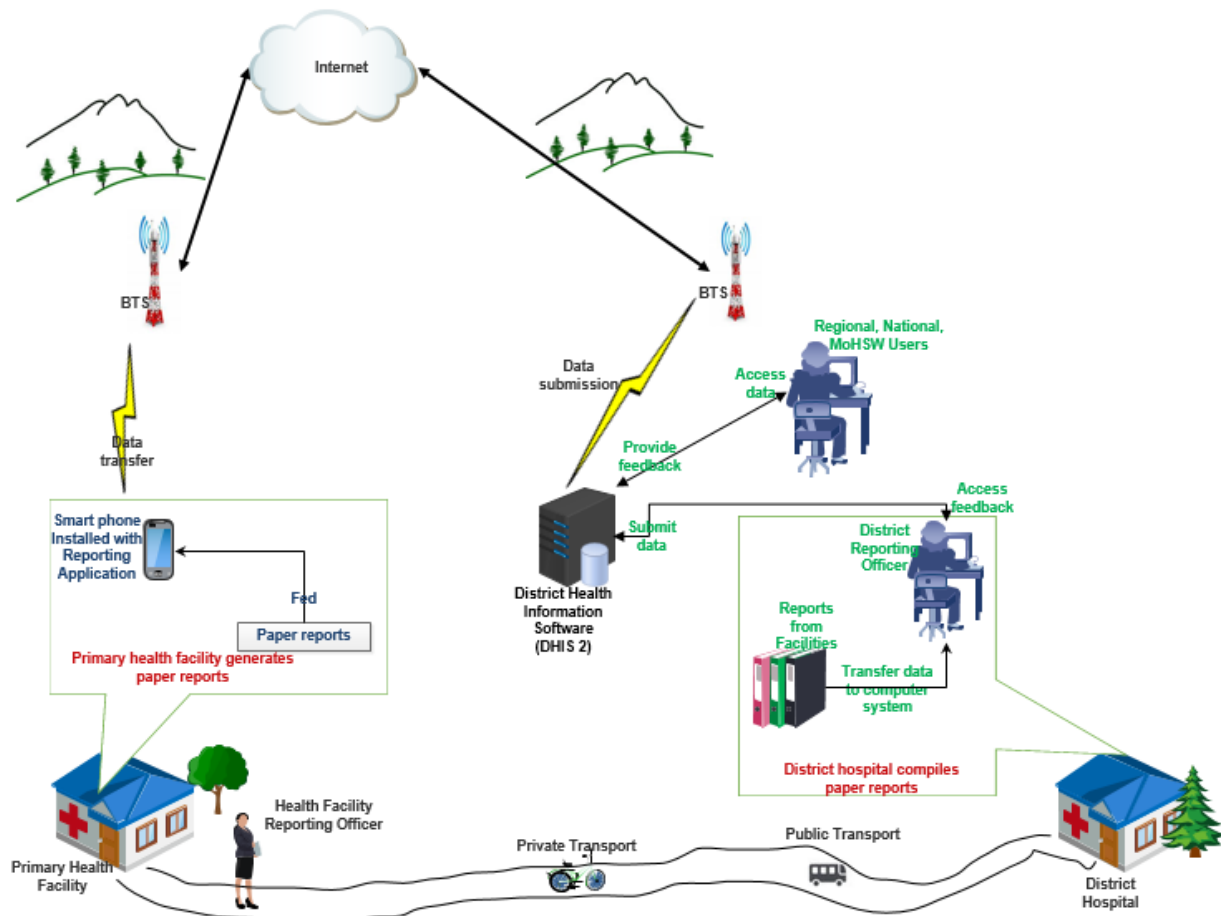 Internet
BTS
BTS
Regional, National,
MoHSW Users
Data
submission
Access
data
Data
transfer
Provide
feedback
Access
feedback
Smart phone
Installed with
Reporting
Application
Submit
data
District
Reporting
Officer
Fed
Paper reports
District Health
Information
Software
(DHIS 2)
Reports
from
Facilities
Primary health facility generates
paper reports
Transfer data
to computer
system
District hospital compiles
paper reports
Health Facility
Reporting Officer
Private Transport
Public Transport
Primary Health
Facility
District
Hospital